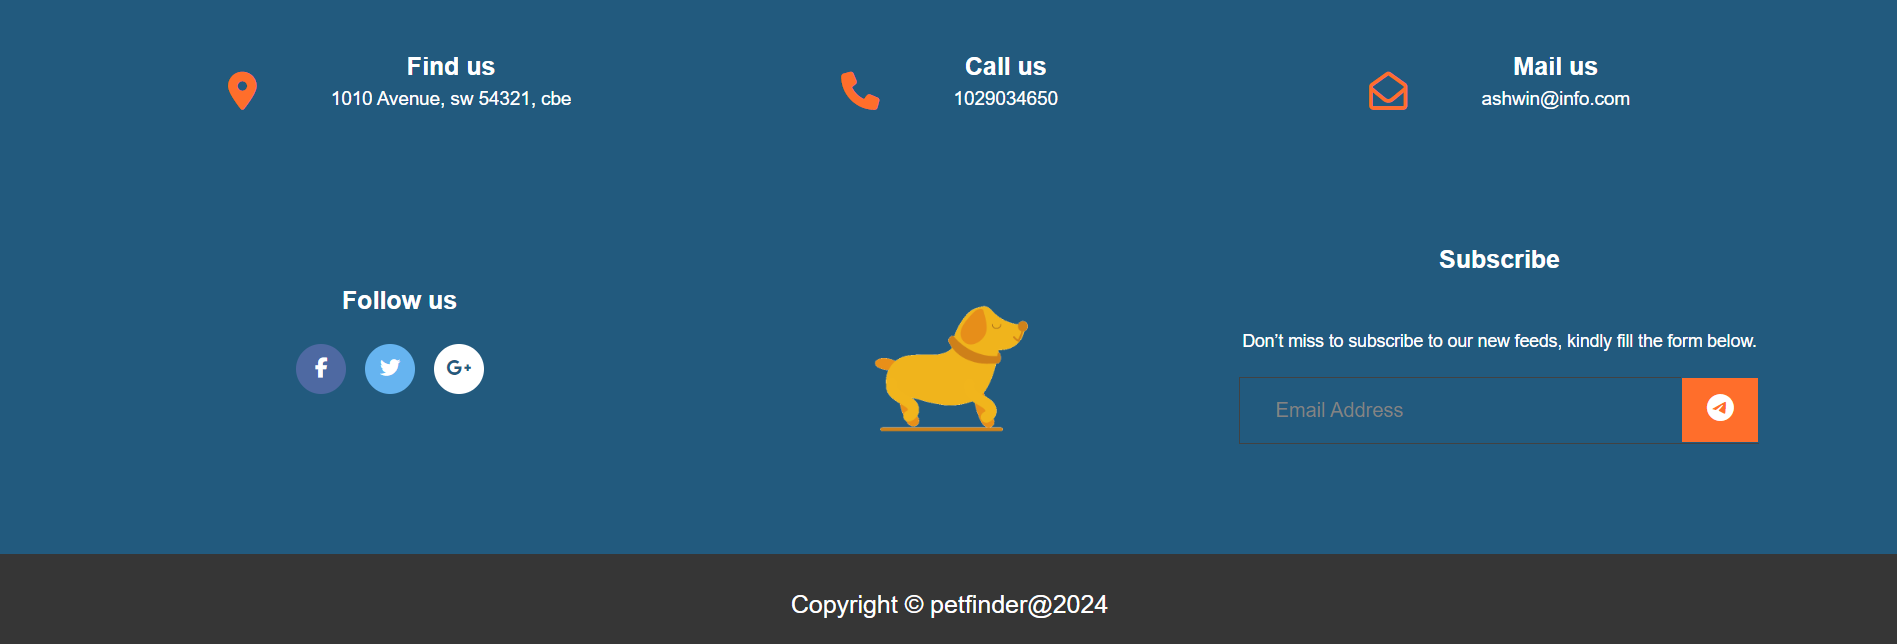 Find us
1010 Avenue, sw 54321, cbe
Call us
1029034650
Mail us
ashwin@info.com
Follow us
G+
Subscribe
Don’t miss to subscribe to our new feeds, kindly fill the form below.
Email Address
Copyright © petfinder@2024